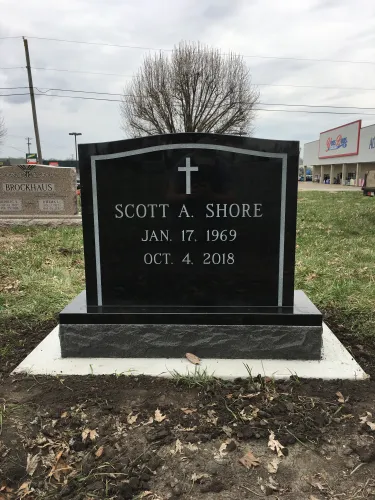 SCOTT A. SHORE
JAN. 17, 1969
OCT. 4, 2018
BROCKHAUS